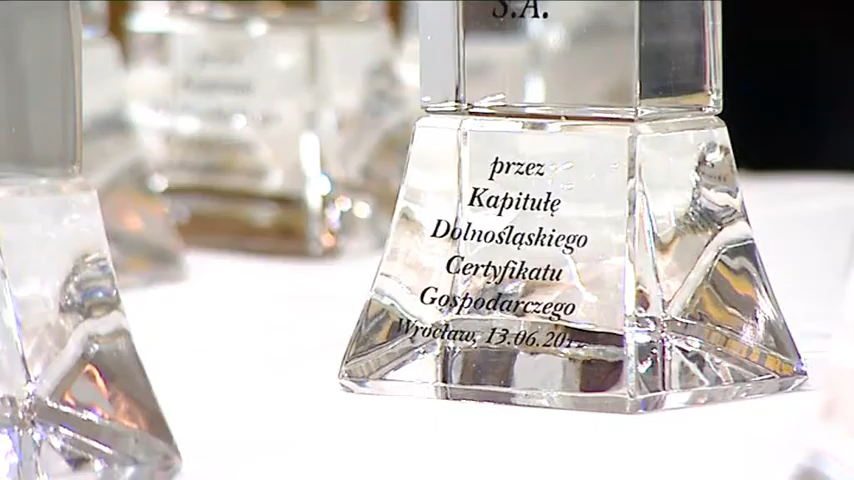 S.A.
przez
Kapitułę
Dolnośląskiego
Certyfikatu
Gospodarczego
Wrocław, 13.06.201